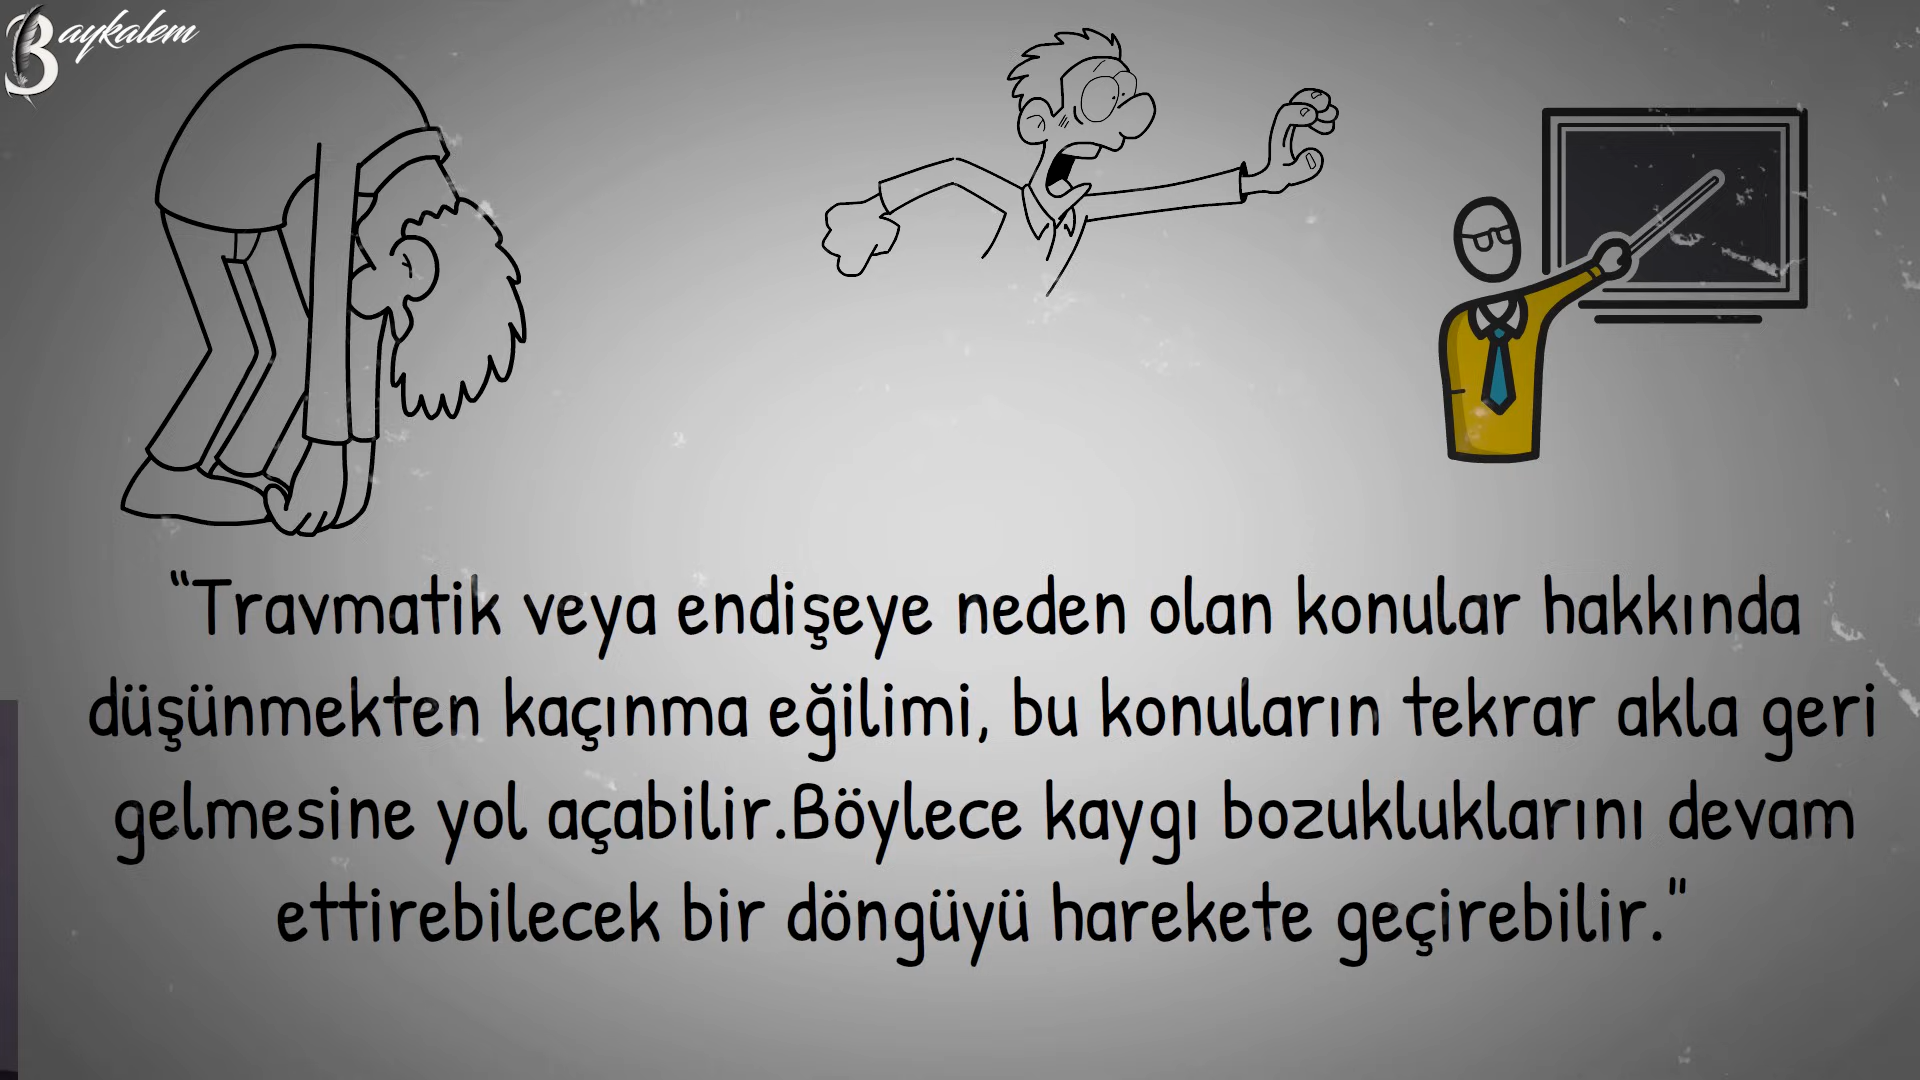 Baykalem
“Travmatik veya endişeye neden olan konular hakkında
düşünmekten kaçınma eğilimi, bu konuların tekrar akla geri
gelmesine yol açabilir.Böylece kaygı bozukluklarını devam
ettirebilecek bir döngüyü harekete geçirebilir."